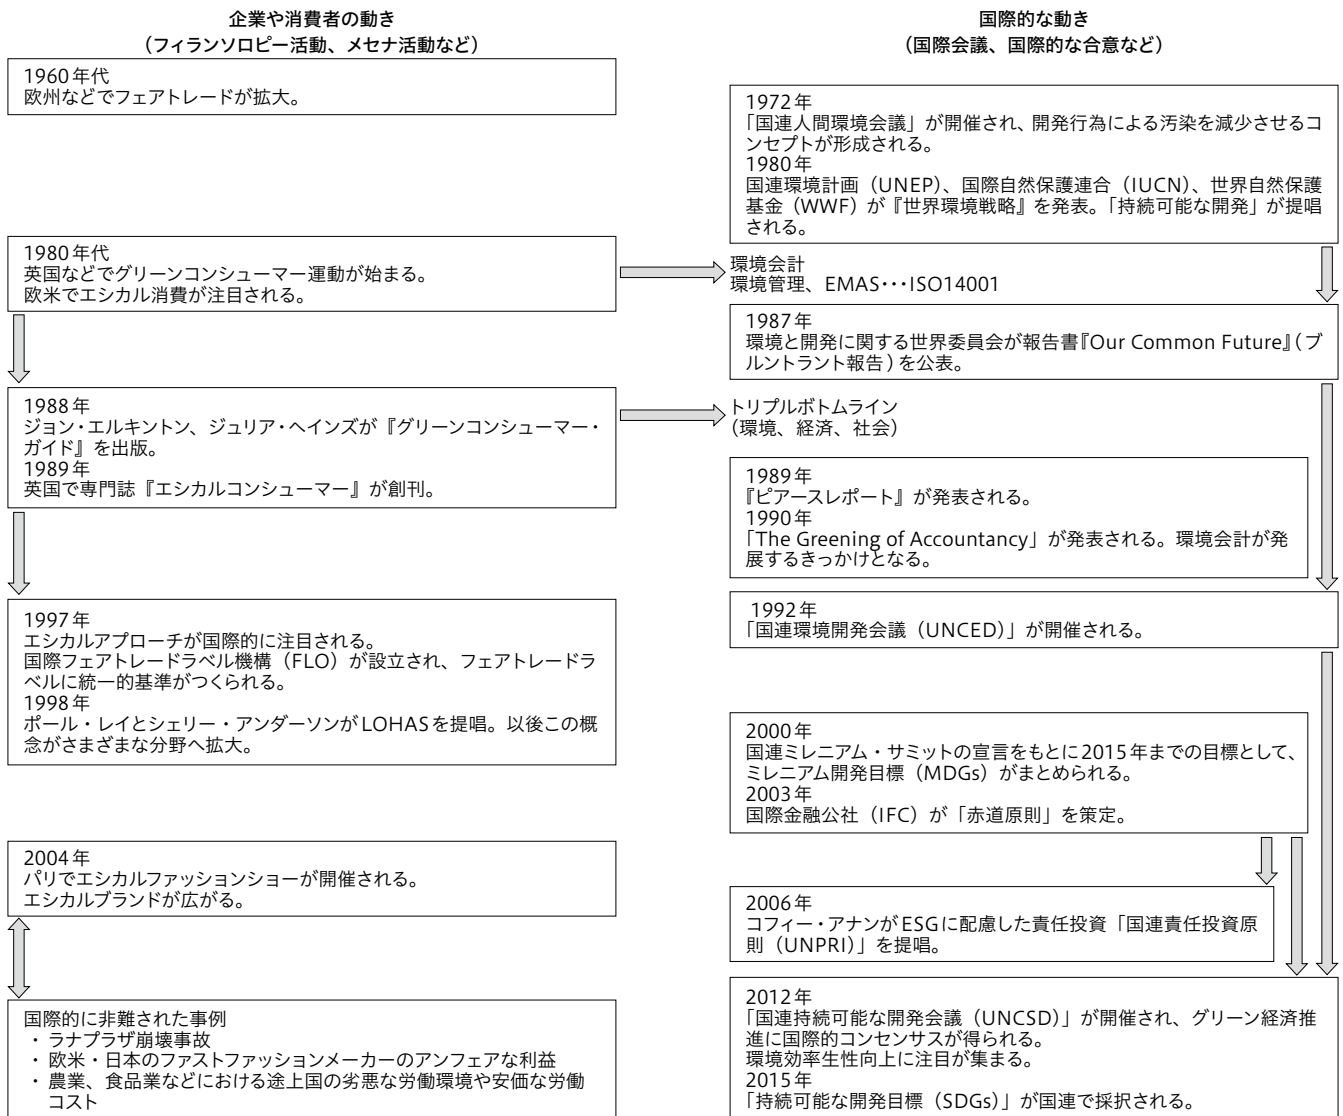 企業や消費者の動き
（フィランソロピー活動、メセナ活動など）
1960年代
欧州などでフェアトレードが拡大。
1980年代
英国などでグリーンコンシューマー運動が始まる。
欧米でエシカル消費が注目される。
1988年
ジョン・エルキントン、ジュリア・ヘインズが『グリーンコンシューマー・
ガイド』を出版。
1989年
英国で専門誌『エシカルコンシューマー』が創刊。
1997年
エシカルアプローチが国際的に注目される。
国際フェアトレードラベル機構（FLO）が設立され、フェアトレードラ
ベルに統一的基準がつくられる。
1998年
ポール・レイとシェリー・アンダーソンがLOHASを提唱。以後この概
念がさまざまな分野へ拡大。
2004年
パリでエシカルファッションショーが開催される。
エシカルブランドが広がる。
国際的に非難された事例
・ラナプラザ崩壊事故
・欧米・日本のファストファッションメーカーのアンフェアな利益
・農業、食品業などにおける途上国の劣悪な労働環境や安価な労働
コスト
国際的な動き
（国際会議、国際的な合意など）
1972年
「国連人間環境会議」が開催され、開発行為による汚染を減少させるコ
ンセプトが形成される。
1980年
国連環境計画（UNEP）、国際自然保護連合（IUCN）、世界自然保護
基金（WWF）が『世界環境戦略』を発表。「持続可能な開発」が提唱
される。
環境会計
環境管理、EMAS･･･ISO14001
1987年
環境と開発に関する世界委員会が報告書『Our Common Future』（ブ
ルントラント報告）を公表。
トリプルボトムライン
（環境、経済、社会）
1989年
『ピアースレポート』が発表される。
1990年
「The Greening of Accountancy」が発表される。環境会計が発
展するきっかけとなる。
1992年
「国連環境開発会議（UNCED）」が開催される。
2000年
国連ミレニアム・サミットの宣言をもとに2015年までの目標として、
ミレニアム開発目標（MDGs）がまとめられる。
2003年
国際金融公社（IFC）が「赤道原則」を策定。
2006年
コフィー・アナンがESGに配慮した責任投資「国連責任投資原
則（UNPRI）」を提唱。
2012年
「国連持続可能な開発会議（UNCSD）」が開催され、グリーン経済推
進に国際的コンセンサスが得られる。
環境効率生性向上に注目が集まる。
2015年
「持続可能な開発目標（SDGs）」が国連で採択される。